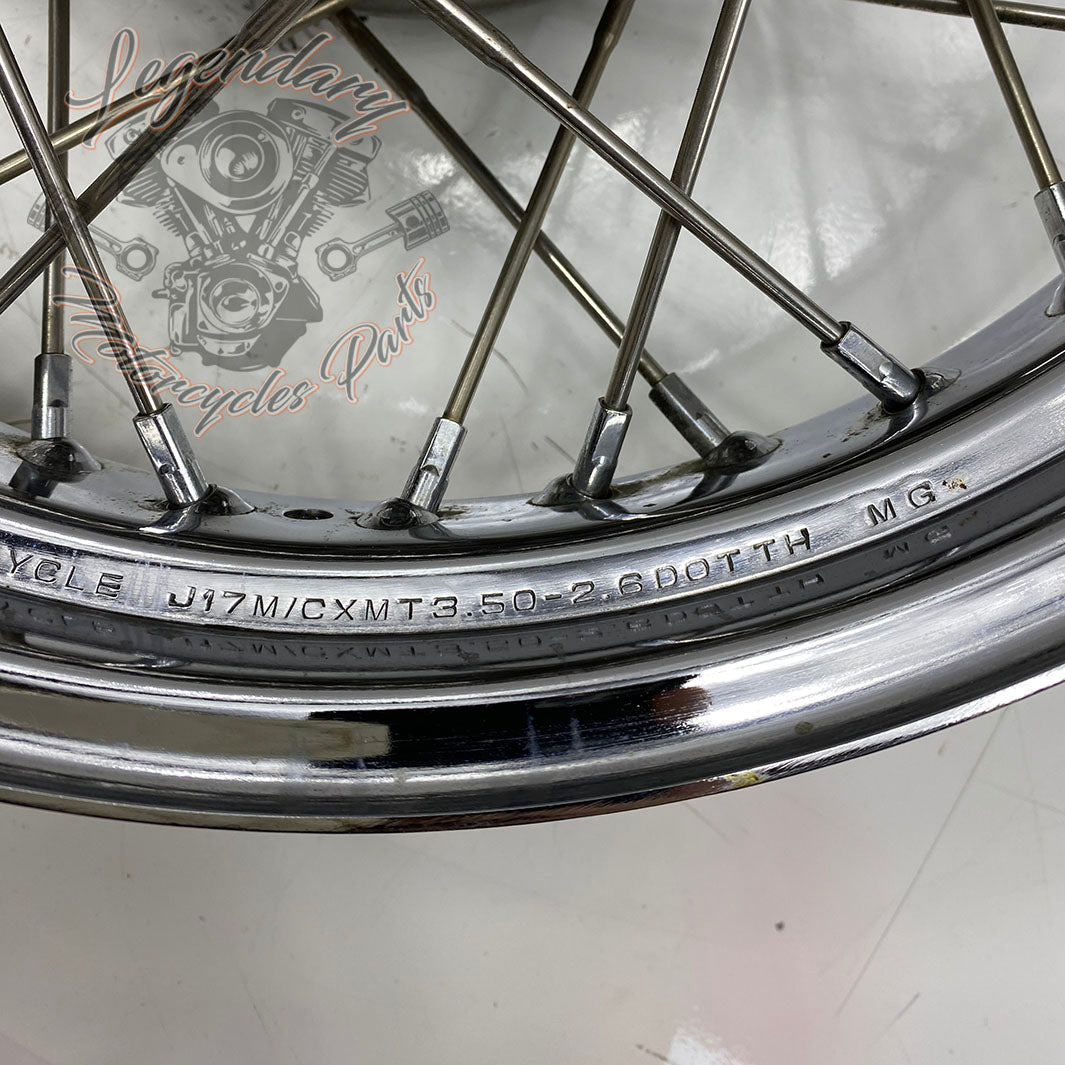 Legendary
Motorcycles Parts
YCLE J17M/CXMT3.50-2.6DOTTH MG